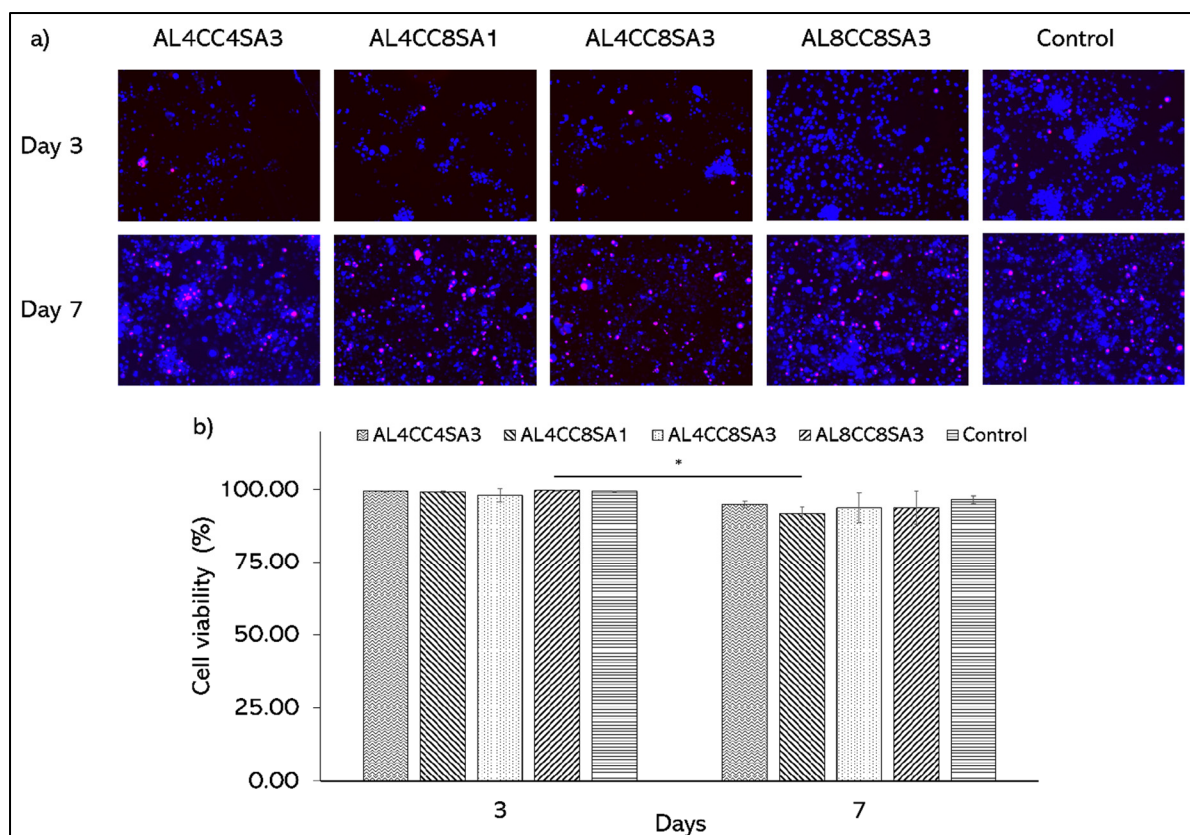 a) AL4CC4SA3 AL4CC8SA1 AL4CC8SA3 AL8CC8SA3 Control
Day 3
Day 7
b)
AL4CC4SA3 AL4CC8SA1 AL4CC8SA3 AL8CC8SA3 Control
*
100.00
75.00
50.00
25.00
0.00
Cell viability (%)
3 7
Days